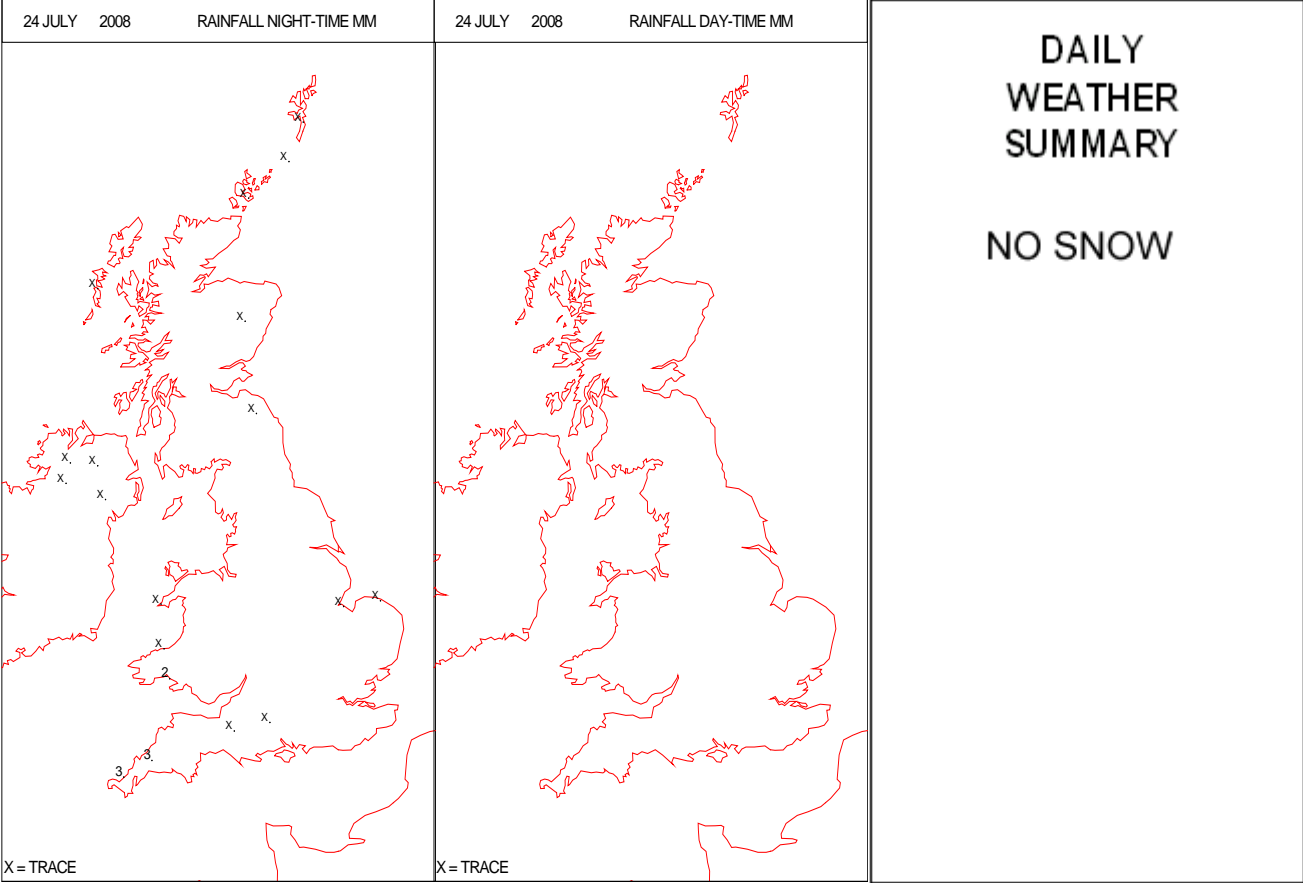 24 JULY 2008 RAINFALL NIGHT-TIME MM
X.
X.
X.
X
X.
X.
X.
X.
X.
X.
X.
X.
X.
X.
2
X.
X.
3.
3.
X = TRACE
24 JULY 2008 RAINFALL DAY-TIME MM
X = TRACE
DAILY
WEATHER
SUMMARY
NO SNOW